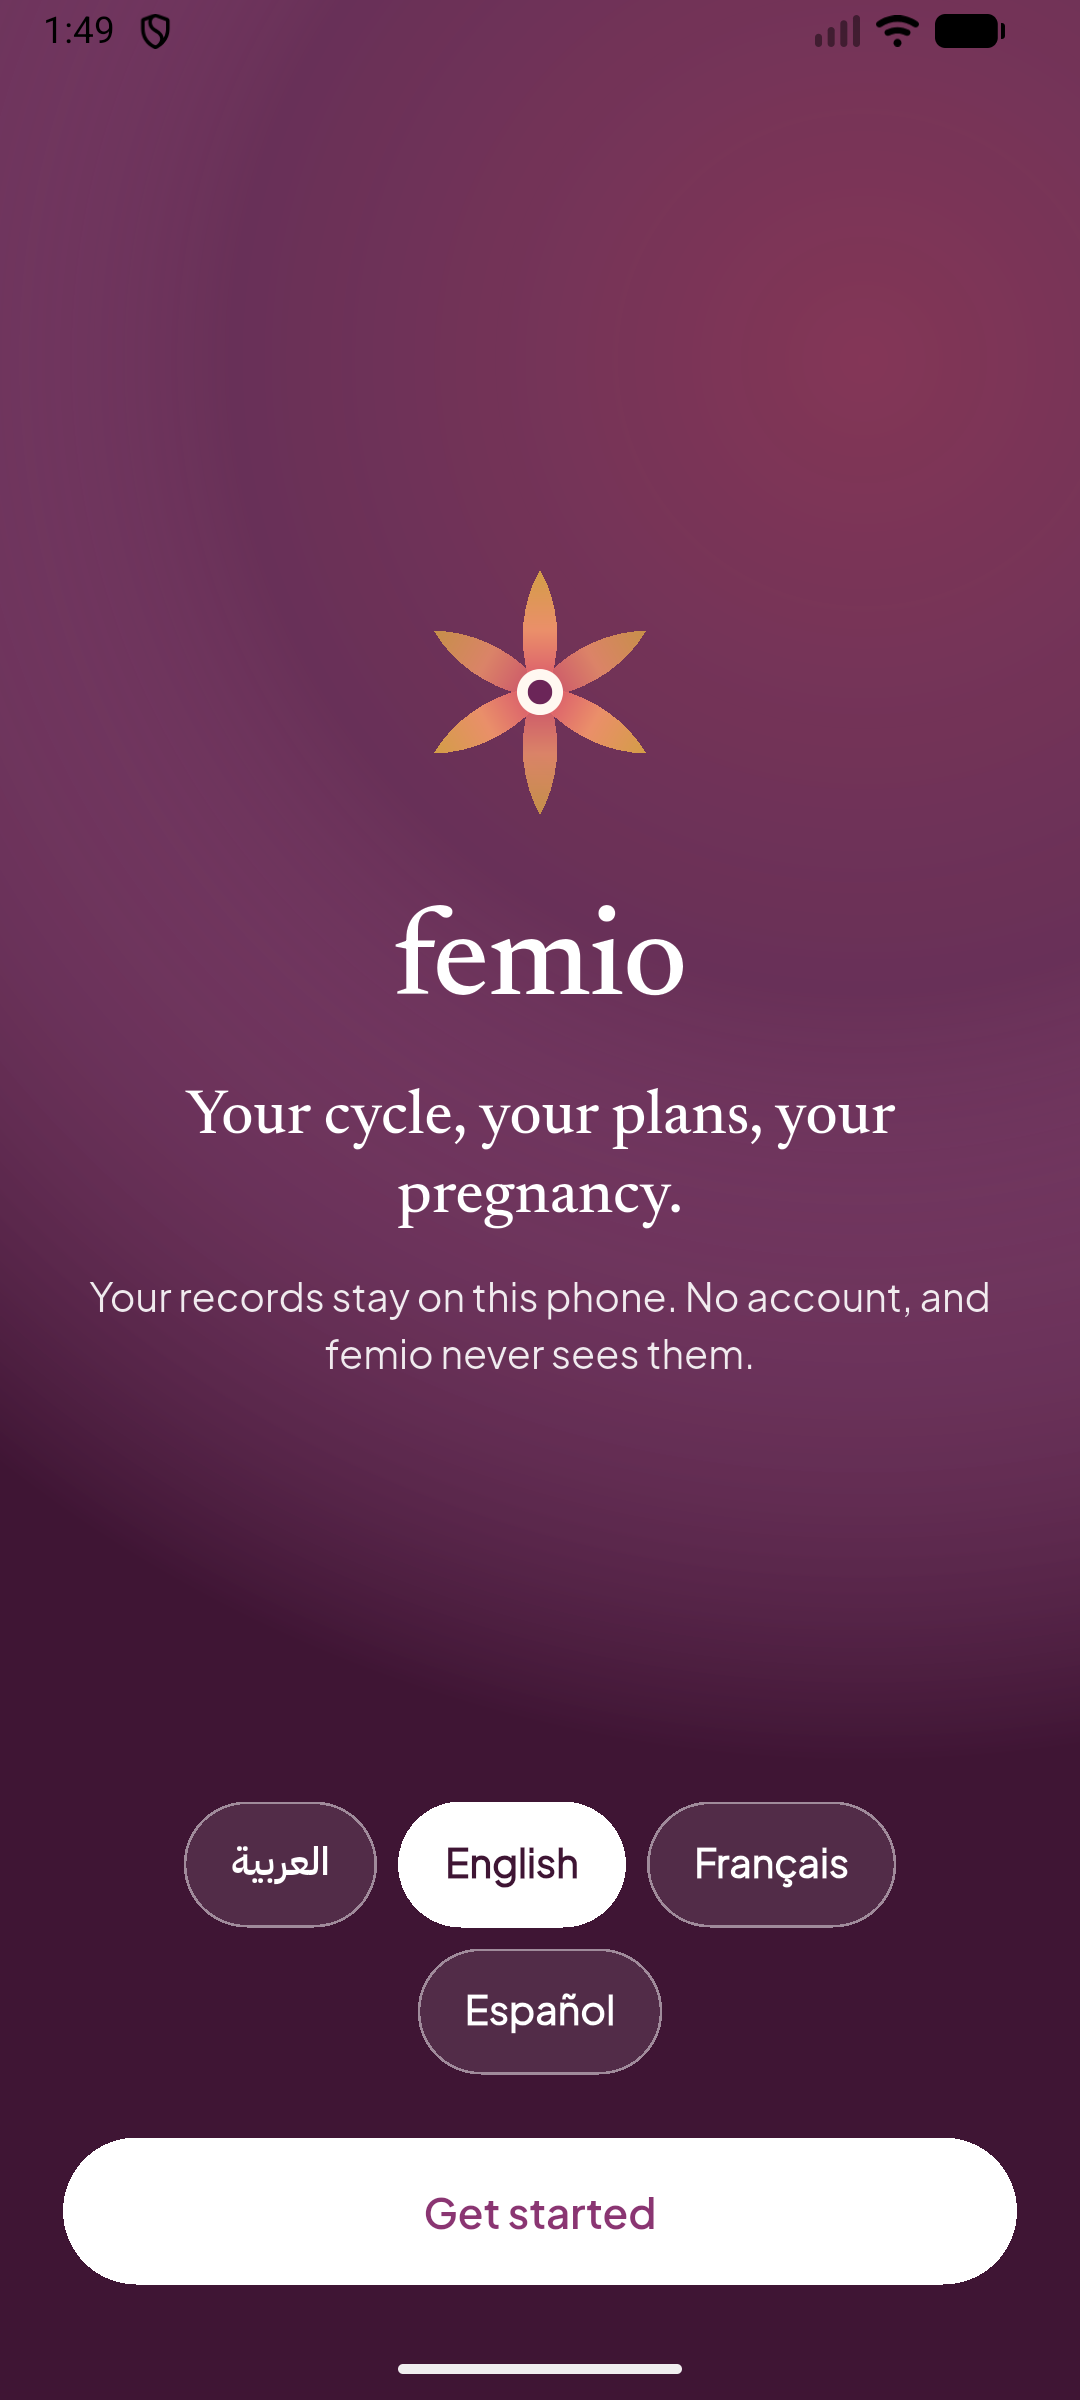 1:49
femio
Your cycle, your plans, your
pregnancy.
Your records stay on this phone. No account, and
femio never sees them.
العربية
English
Français
Español
Get started